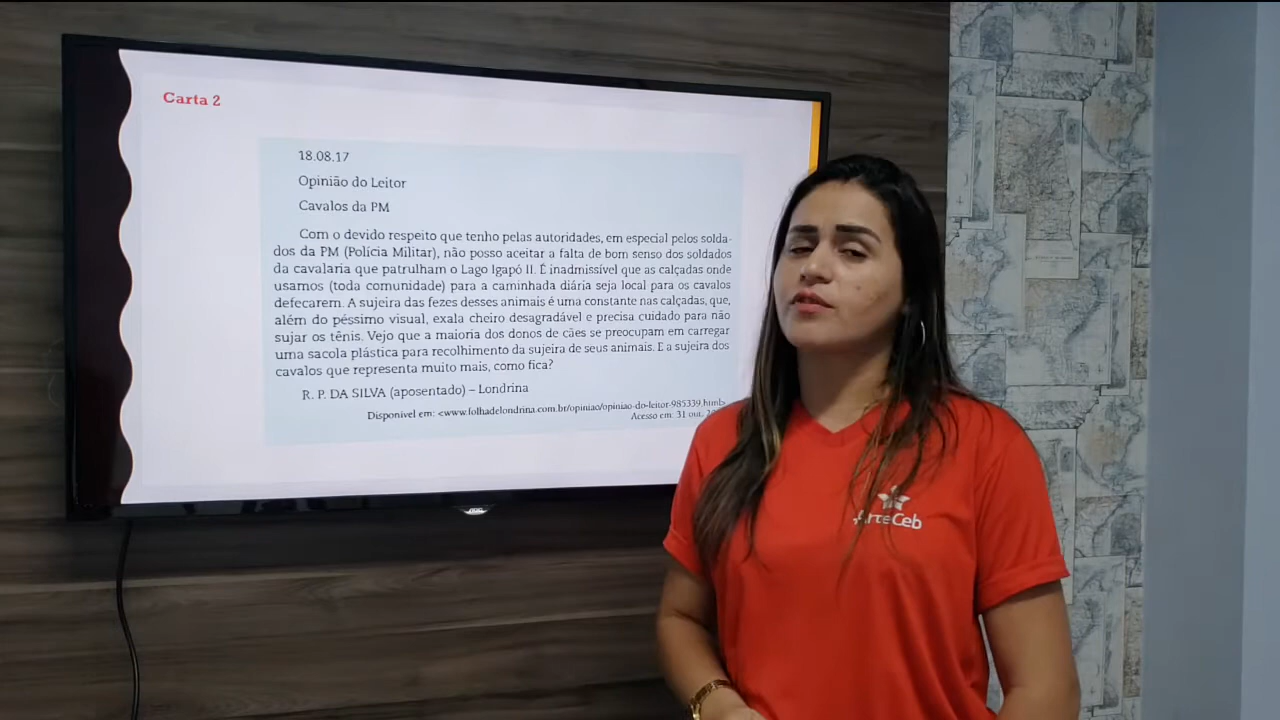 Carta 2
18.08.17
Opinião do Leitor
Cavalos da PM
Com o devido respeito que tenho pelas autoridades, em especial pelos solda-
dos da PM (Polícia Militar), não posso aceitar a falta de bom senso dos soldados
da cavalaria que patrulham o Lago Igapó II. É inadmissível que as calçadas onde
usamos (toda comunidade) para a caminhada diária seja local para os cavalos
defecarem. A sujeira das fezes desses animais é uma constante nas calçadas, que,
além do péssimo visual, exala cheiro desagradável e precisa cuidado para não
sujar os tênis. Vejo que a maioria dos donos de cães se preocupam em carregar
uma sacola plástica para recolhimento da sujeira de seus animais. E a sujeira dos
cavalos que representa muito mais, como fica?
R. P. DA SILVA (aposentado) – Londrina
Disponível em: <www.folhadelondrina.com.br/opiniao/opiniao-do-leitor-985339.html>
Acesso em: 31 out.
AOC
ArteCeb